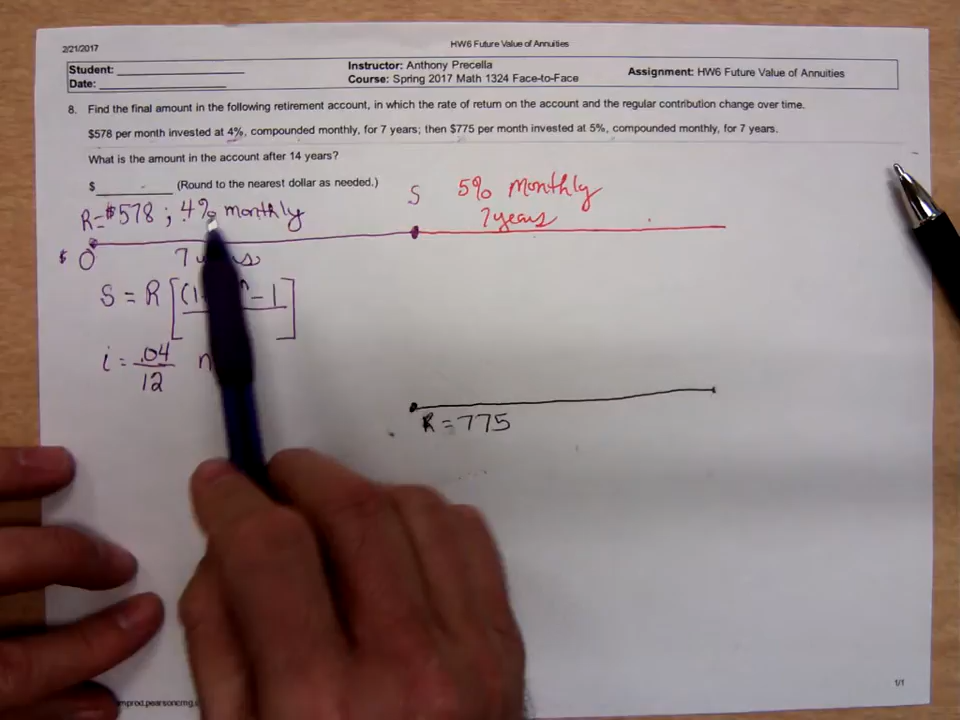 2/21/2017
HW6 Future Value of Annuities
Student:
Date:
Instructor: Anthony Precella
Course: Spring 2017 Math 1324 Face-to-Face
Assignment: HW6 Future Value of Annuities
8. Find the final amount in the following retirement account, in which the rate of return on the account and the regular contribution change over time.
$578 per month invested at 4%, compounded monthly, for 7 years; then $775 per month invested at 5%, compounded monthly, for 7 years.
What is the amount in the account after 14 years?
$ (Round to the nearest dollar as needed.)
R=$578 ; 4% monthly
S 5% monthly
7 years
$ 0
7
S = R [(1 n - 1]
i = .04/12 n
R = 775
1/1